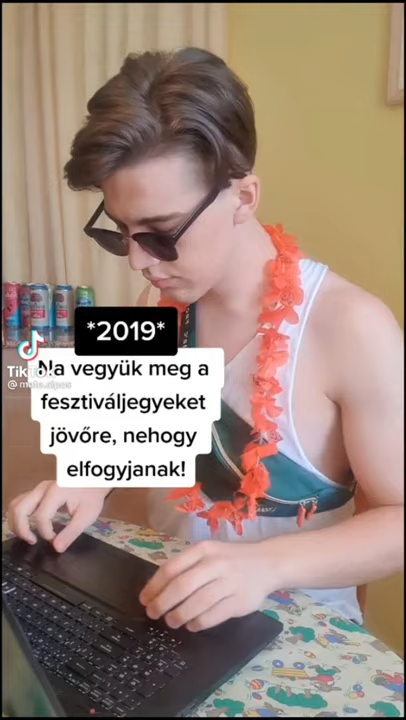 *2019*
Na vegyük meg a
fesztiváljegyeket
jövőre, nehogy
elfogyjanak!
TikTok